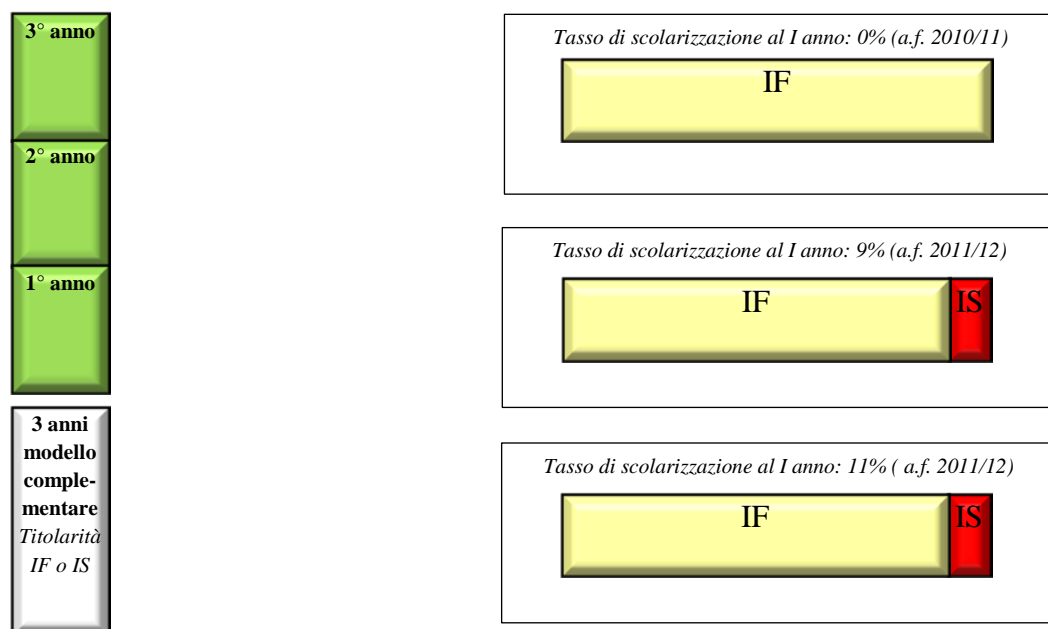 3° anno
2° anno
1° anno
3 anni
modello
comple-
mentare
Titolarità
IF o IS
Tasso di scolarizzazione al I anno: 0% (a.f. 2010/11)
IF
Tasso di scolarizzazione al I anno: 9% (a.f. 2011/12)
IF IS
Tasso di scolarizzazione al I anno: 11% ( a.f. 2011/12)
IF IS